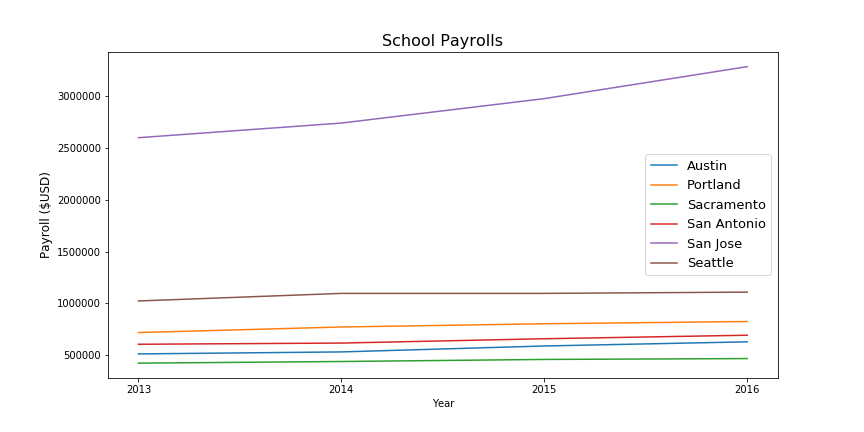 School Payrolls
3000000
2500000
2000000
1500000
1000000
500000
Payroll ($USD)
Austin
Portland
Sacramento
San Antonio
San Jose
Seattle
2013 2014 2015 2016
Year